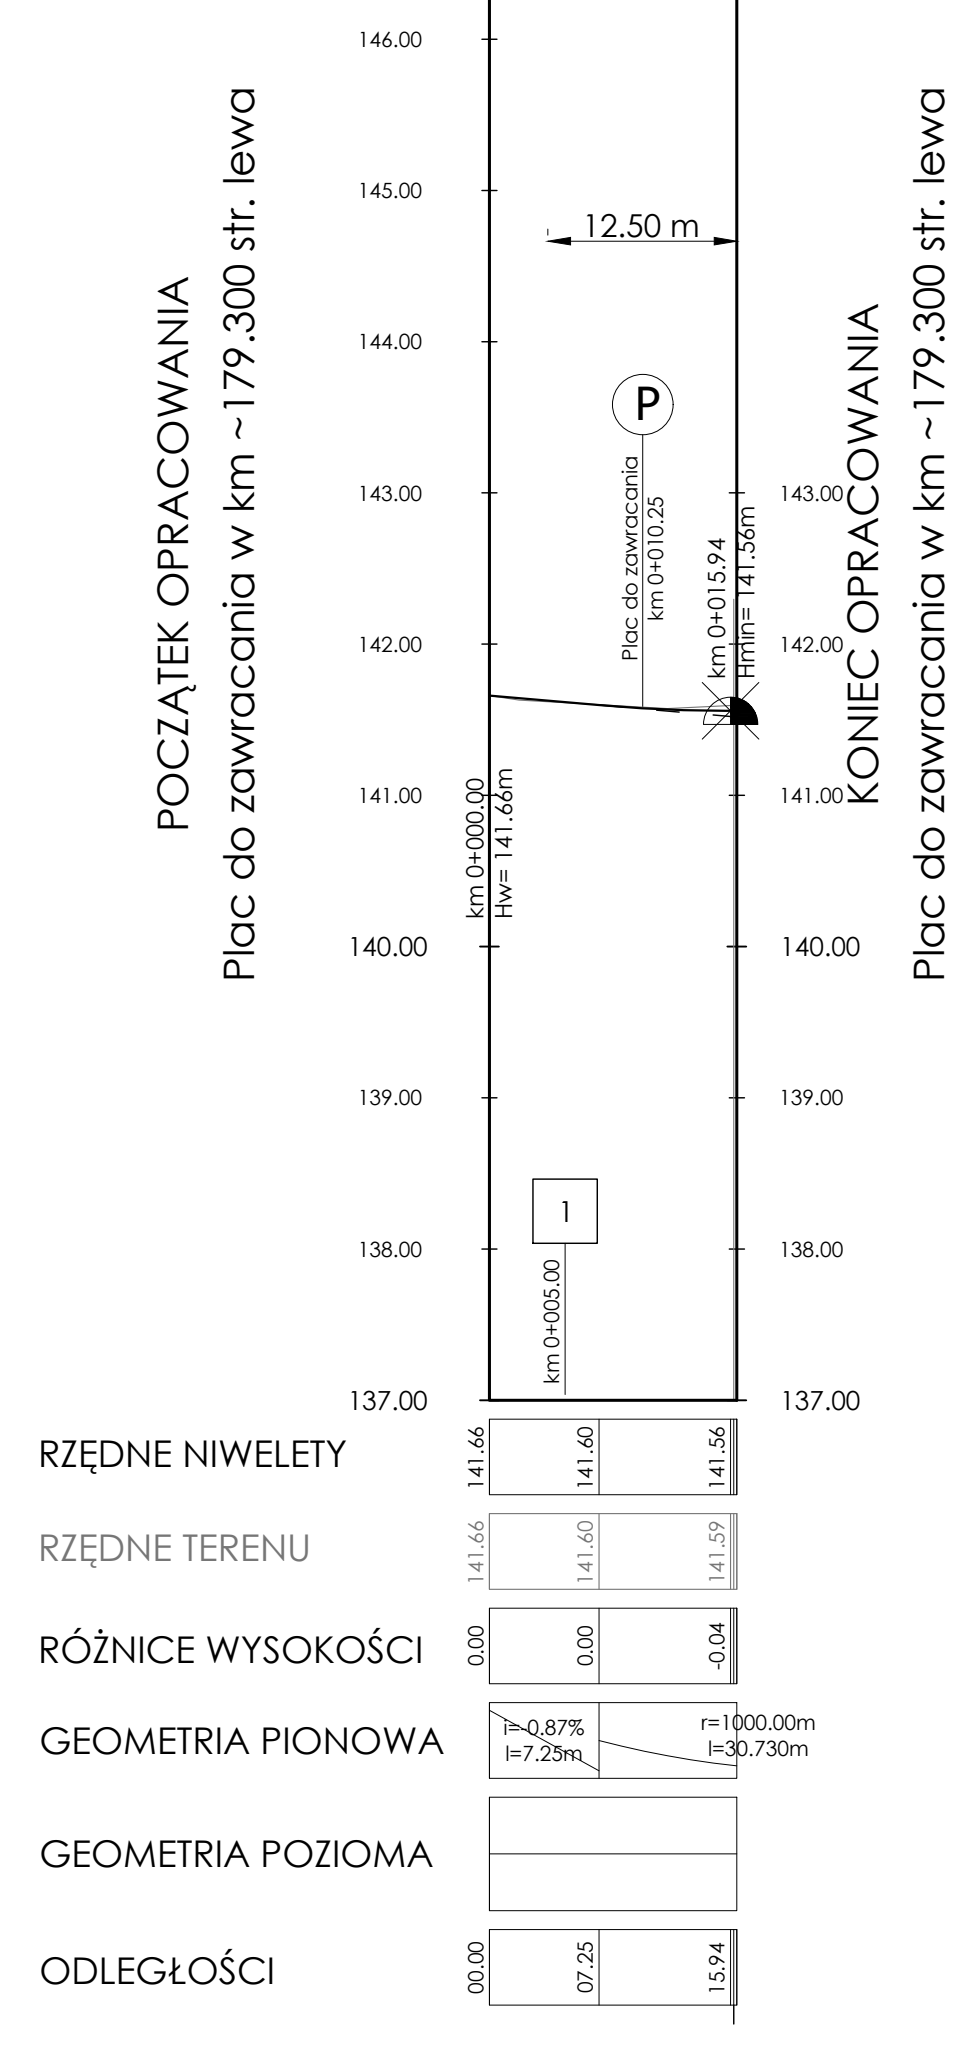 146.00
145.00
144.00
143.00
142.00
141.00
140.00
139.00
138.00
137.00
POCZĄTEK OPRACOWANIA
Plac do zawracania w km ~179.300 str. lewa
12.50 m
P
Plac do zawracania
km 0+010.25
km 0+015.94
Hmin= 141.56m
km 0+000.00
Hw= 141.66m
1
km 0+005.00
143.00
142.00
141.00
140.00
139.00
138.00
137.00
KONIEC OPRACOWANIA
Plac do zawracania w km ~179.300 str. lewa
RZĘDNE NIWELETY
141.66
141.60
141.56
RZĘDNE TERENU
141.66
141.60
141.59
RÓŻNICE WYSOKOŚCI
0.00
0.00
-0.04
GEOMETRIA PIONOWA
i=-0.87%
l=7.25m
r=1000.00m
l=30.730m
GEOMETRIA POZIOMA
ODLEGŁOŚCI
00.00
07.25
15.94